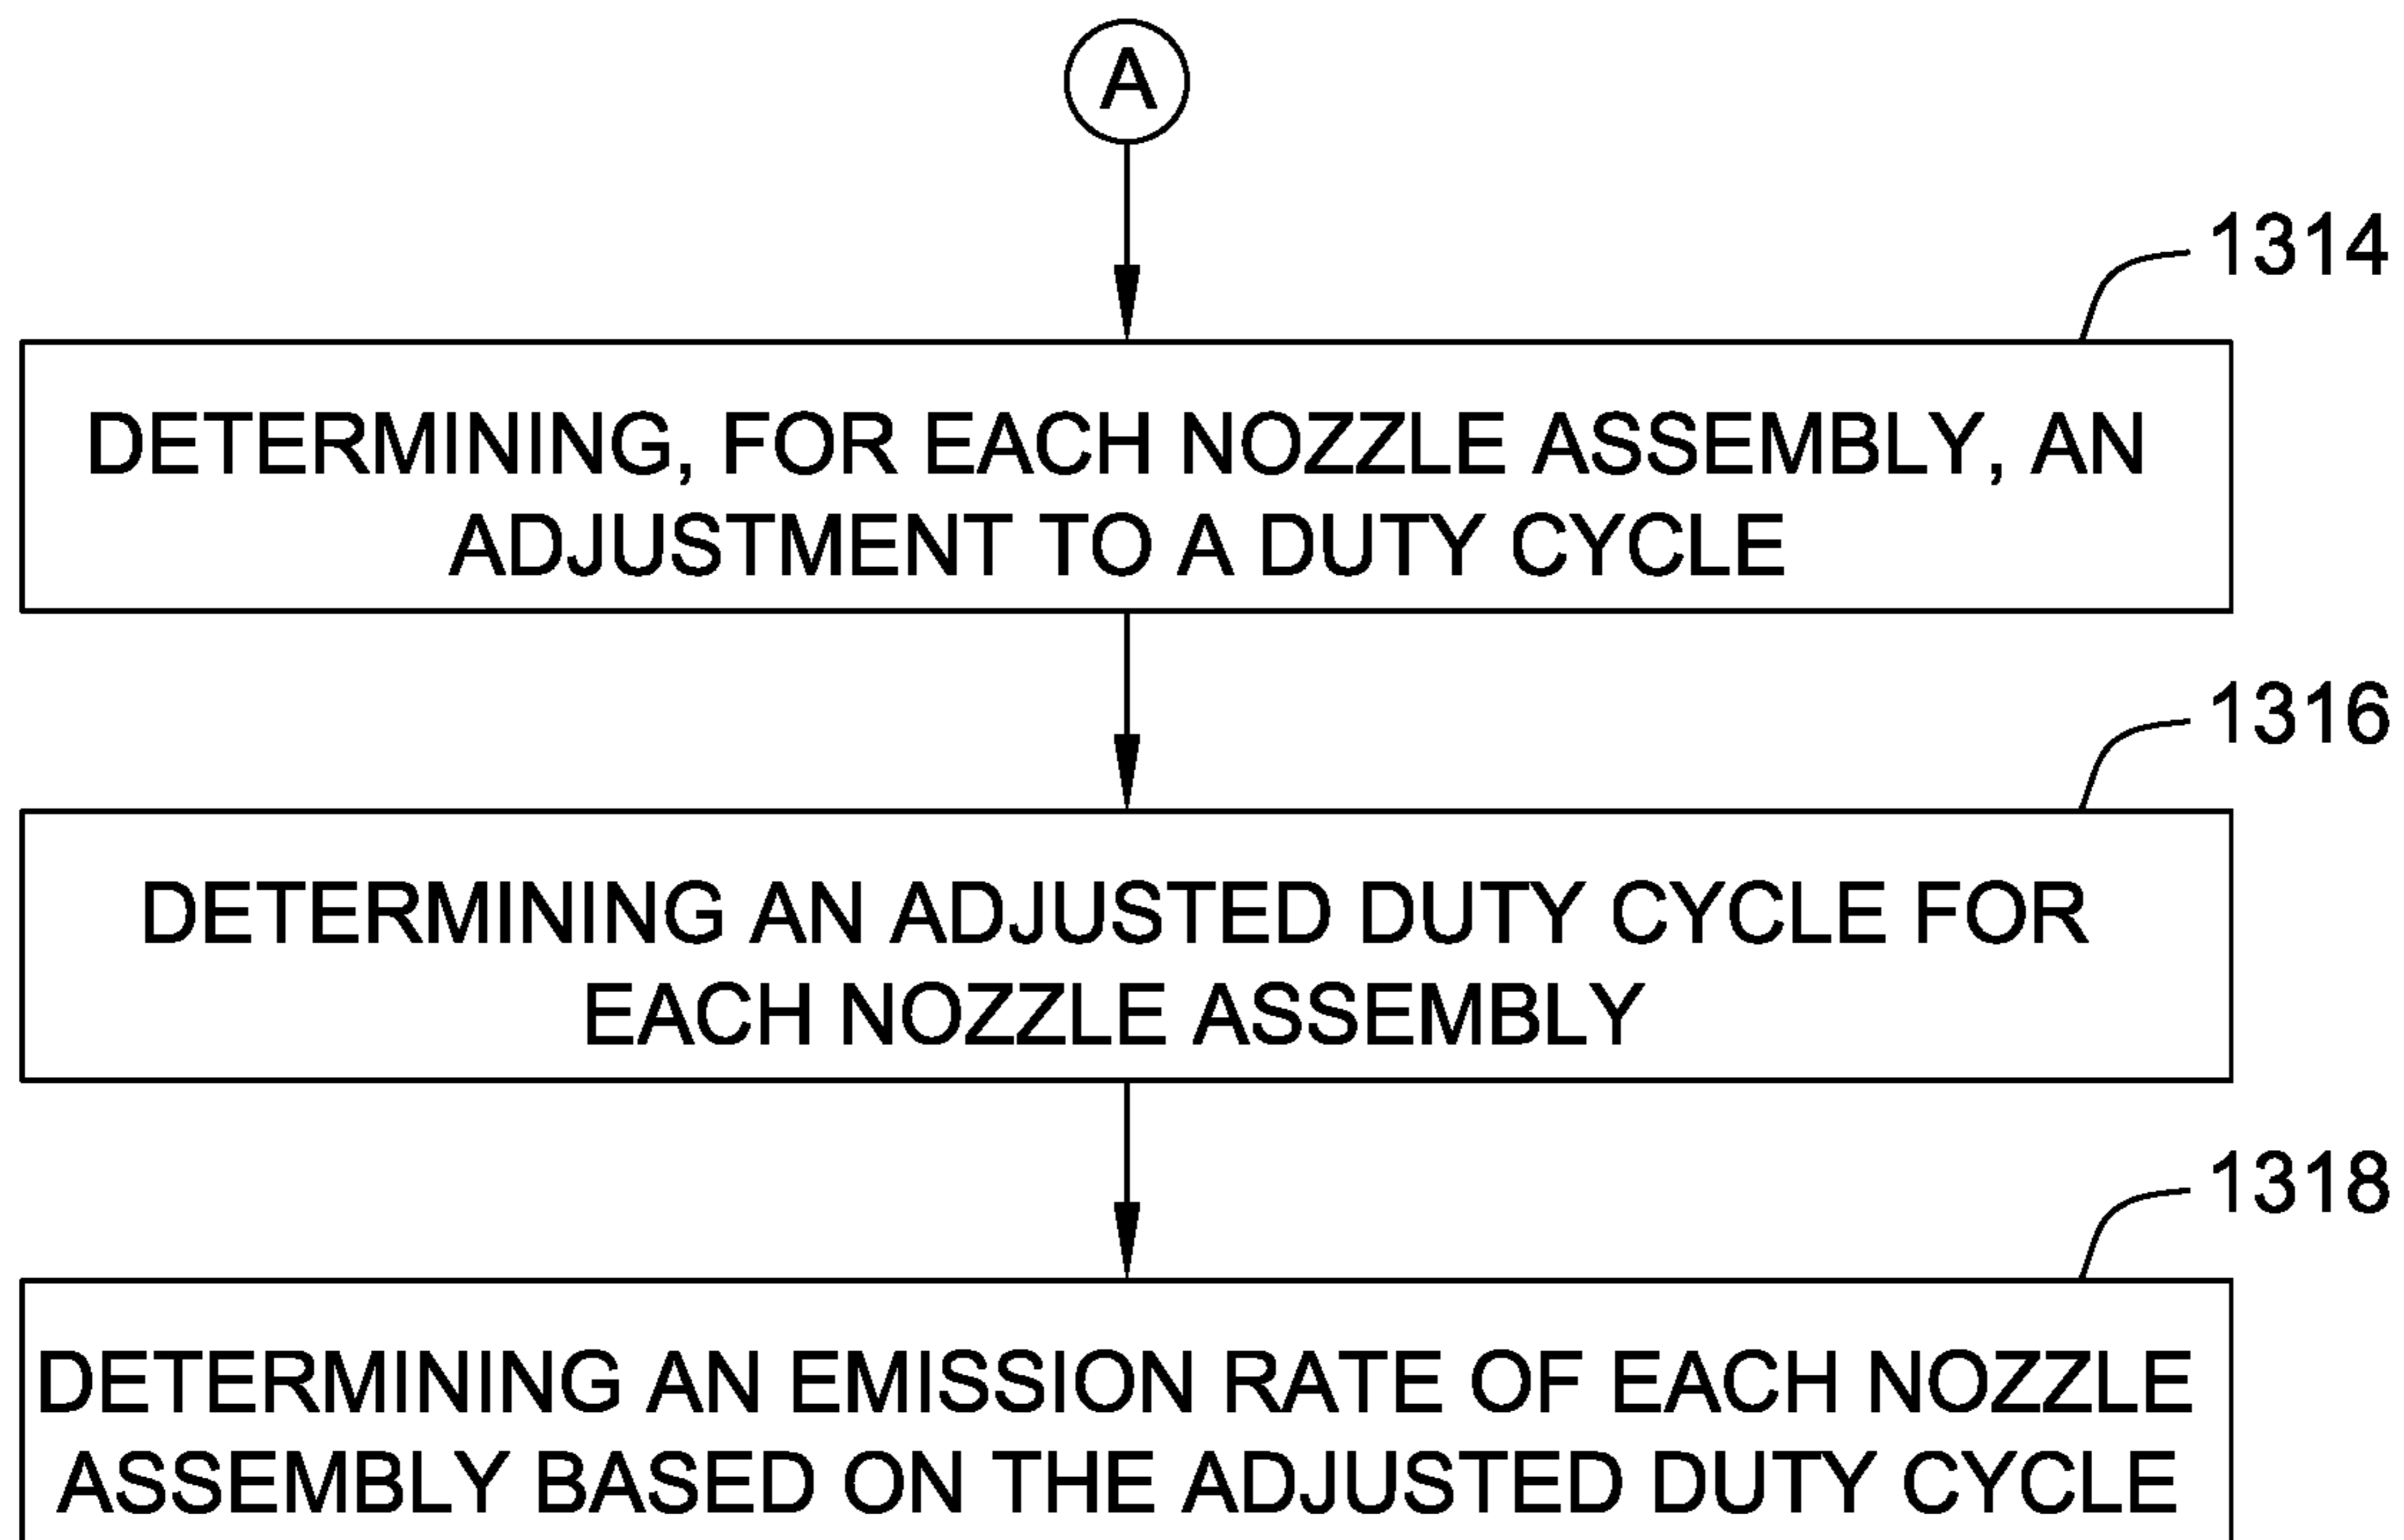 A
1314
DETERMINING, FOR EACH NOZZLE ASSEMBLY, AN
ADJUSTMENT TO A DUTY CYCLE
1316
DETERMINING AN ADJUSTED DUTY CYCLE FOR
EACH NOZZLE ASSEMBLY
1318
DETERMINING AN EMISSION RATE OF EACH NOZZLE
ASSEMBLY BASED ON THE ADJUSTED DUTY CYCLE